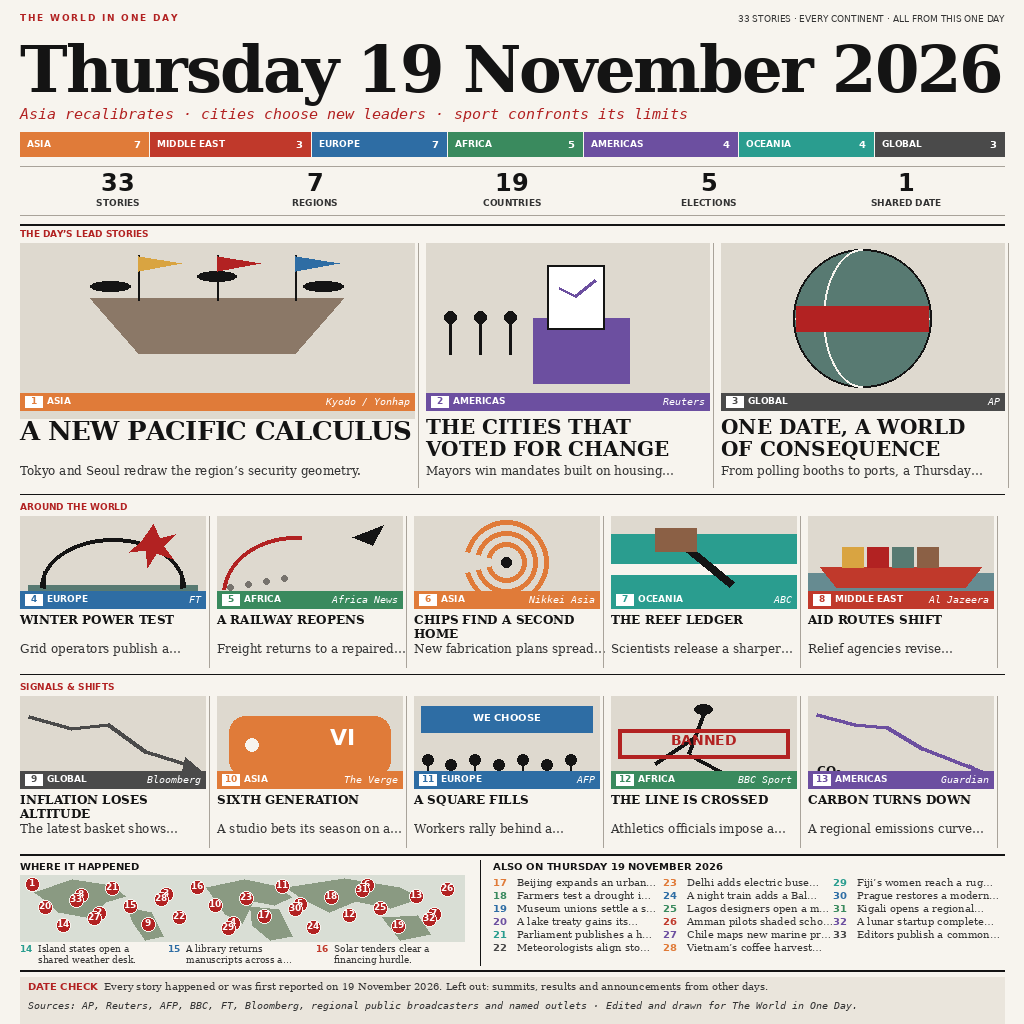 THE WORLD IN ONE DAY
33 STORIES · EVERY CONTINENT · ALL FROM THIS ONE DAY
Thursday 19 November 2026
Asia recalibrates · cities choose new leaders · sport confronts its limits
ASIA 7 MIDDLE EAST 3 EUROPE 7 AFRICA 5 AMERICAS 4 OCEANIA 4 GLOBAL 3
33 7 19 5 1
STORIES REGIONS COUNTRIES ELECTIONS SHARED DATE
THE DAY'S LEAD STORIES
1 ASIA Kyodo / Yonhap
A NEW PACIFIC CALCULUS
Tokyo and Seoul redraw the region's security geometry.
2 AMERICAS Reuters
THE CITIES THAT
VOTED FOR CHANGE
Mayors win mandates built on housing...
3 GLOBAL AP
ONE DATE, A WORLD
OF CONSEQUENCE
From polling booths to ports, a Thursday...
AROUND THE WORLD
4 EUROPE FT
WINTER POWER TEST
Grid operators publish a...
5 AFRICA Africa News
A RAILWAY REOPENS
Freight returns to a repaired...
6 ASIA Nikkei Asia
CHIPS FIND A SECOND
HOME
New fabrication plans spread...
7 OCEANIA ABC
THE REEF LEDGER
Scientists release a sharper...
8 MIDDLE EAST Al Jazeera
AID ROUTES SHIFT
Relief agencies revise...
SIGNALS & SHIFTS
9 GLOBAL Bloomberg
INFLATION LOSES
ALTITUDE
The latest basket shows...
VI
10 ASIA The Verge
SIXTH GENERATION
A studio bets its season on a...
WE CHOOSE
11 EUROPE AFP
A SQUARE FILLS
Workers rally behind a...
BANNED
12 AFRICA BBC Sport
THE LINE IS CROSSED
Athletics officials impose a...
13 AMERICAS Guardian
CARBON TURNS DOWN
A regional emissions curve...
WHERE IT HAPPENED
14 Island states open a
shared weather desk.
15 A library returns
manuscripts across a...
16 Solar tenders clear a
financing hurdle.
ALSO ON THURSDAY 19 NOVEMBER 2026
17 Beijing expands an urban...
18 Farmers test a drought i...
19 Museum unions settle a s...
20 A lake treaty gains its...
21 Parliament publishes a h...
22 Meteorologists align sto...
23 Delhi adds electric buse...
24 A night train adds a Bal...
25 Lagos designers open a m...
26 Amman pilots shaded scho...
27 Chile maps new marine pr...
28 Vietnam's coffee harvest...
29 Fiji's women reach a rug...
30 Prague restores a modern...
31 Kigali opens a regional...
32 A lunar startup complete...
33 Editors publish a common...
DATE CHECK Every story happened or was first reported on 19 November 2026. Left out: summits, results and announcements from other days.
Sources: AP, Reuters, AFP, BBC, FT, Bloomberg, regional public broadcasters and named outlets · Edited and drawn for The World in One Day.